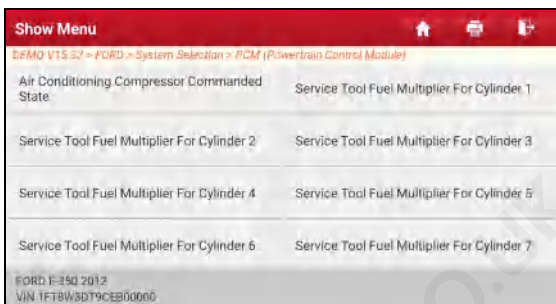 Show Menu
DEMO V15.52 > FORD > System Selection > PCM (Powertrain Control Module)
Air Conditioning Compressor Commanded
State
Service Tool Fuel Multiplier For Cylinder 1
Service Tool Fuel Multiplier For Cylinder 2
Service Tool Fuel Multiplier For Cylinder 3
Service Tool Fuel Multiplier For Cylinder 4
Service Tool Fuel Multiplier For Cylinder 5
Service Tool Fuel Multiplier For Cylinder 6
Service Tool Fuel Multiplier For Cylinder 7
FORD F-350 2012
VIN 1FT8W3DT9CEB00000
o.uk